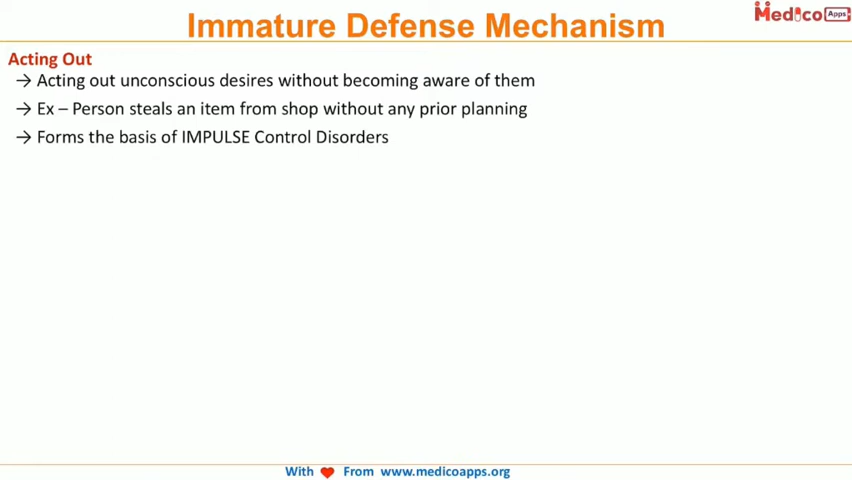 Immature Defense Mechanism
Medico Apps
Acting Out
→ Acting out unconscious desires without becoming aware of them
→ Ex – Person steals an item from shop without any prior planning
→ Forms the basis of IMPULSE Control Disorders
With ❤ From www.medicoapps.org